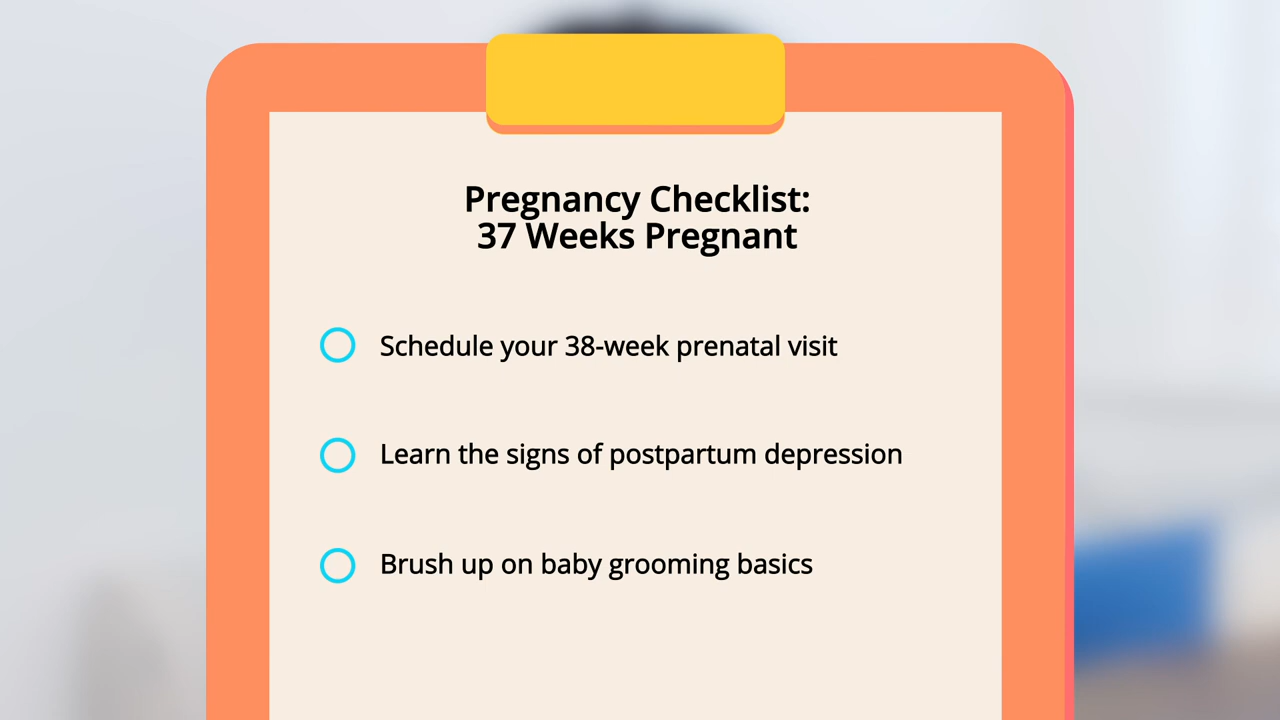 Pregnancy Checklist:
37 Weeks Pregnant
Schedule your 38-week prenatal visit
Learn the signs of postpartum depression
Brush up on baby grooming basics